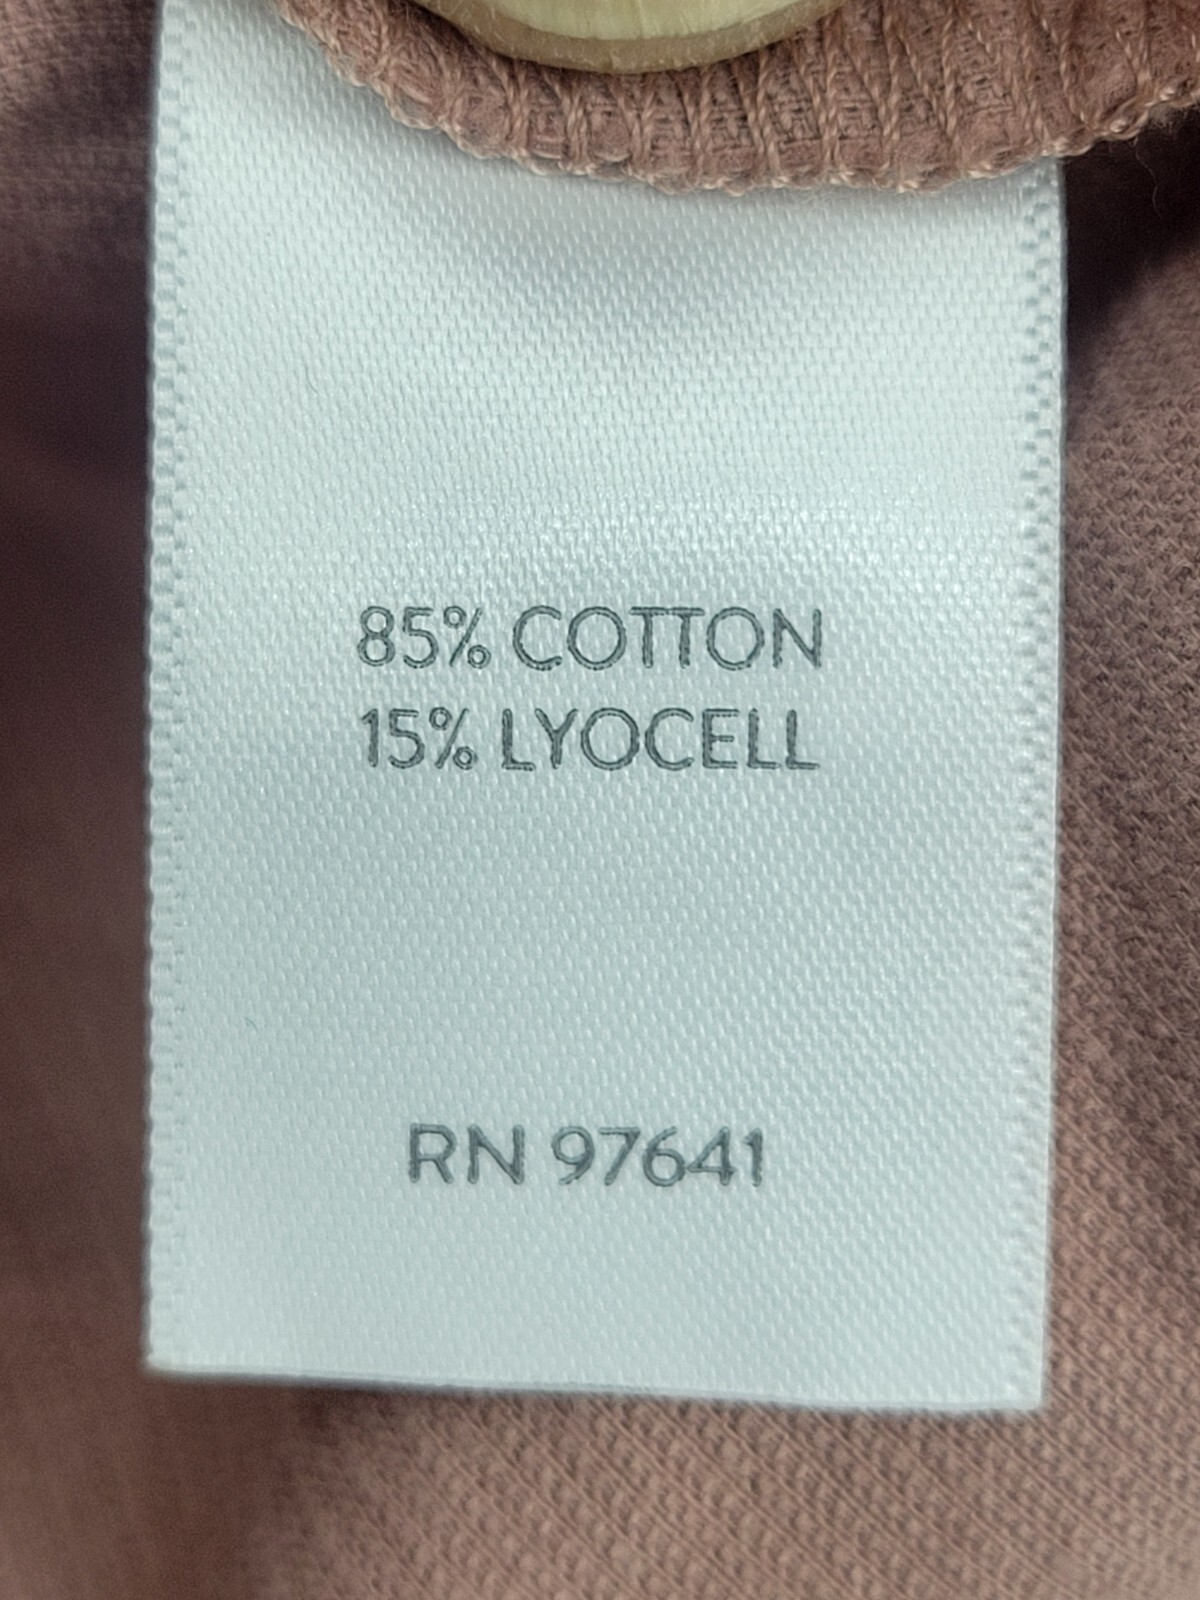 85% COTTON
15% LYOCELL
RN 97641